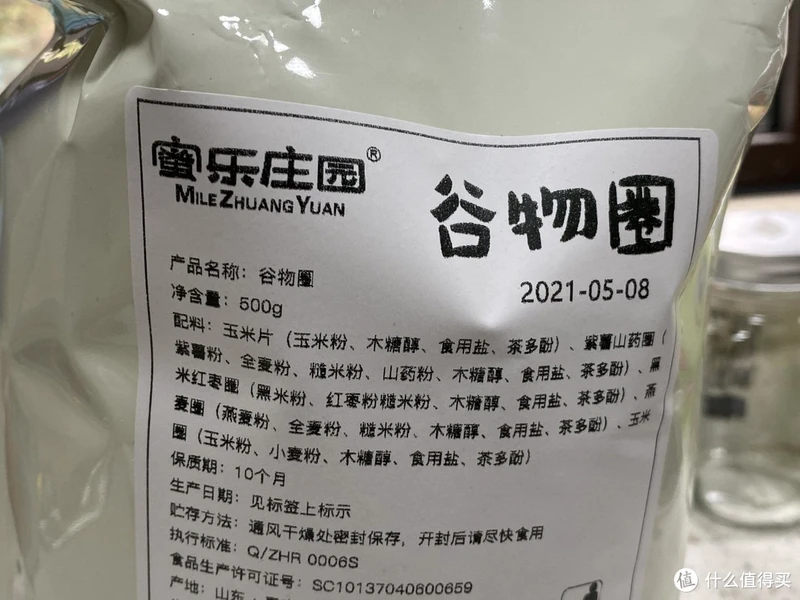 蜜乐庄园®
MILE ZHUANG YUAN
谷物圈
2021-05-08
产品名称：谷物圈
净含量：500g
配料：玉米片（玉米粉、木糖醇、食用盐、茶多酚）、紫薯山药圈（
紫薯粉、全麦粉、糙米粉、山药粉、木糖醇、食用盐、茶多酚）、黑
米红枣圈（黑米粉、红枣粉糙米粉、木糖醇、食用盐、茶多酚）、燕
麦圈（燕麦粉、全麦粉、糙米粉、木糖醇、食用盐、茶多酚）、玉米
圈（玉米粉、小麦粉、木糖醇、食用盐、茶多酚）
保质期：10个月
生产日期：见标签上标示
贮存方法：通风干燥处密封保存，开封后请尽快食用
执行标准：Q/ZHR 0006S
食品生产许可证号：SC10137040600659
产地：山东
值 什么值得买